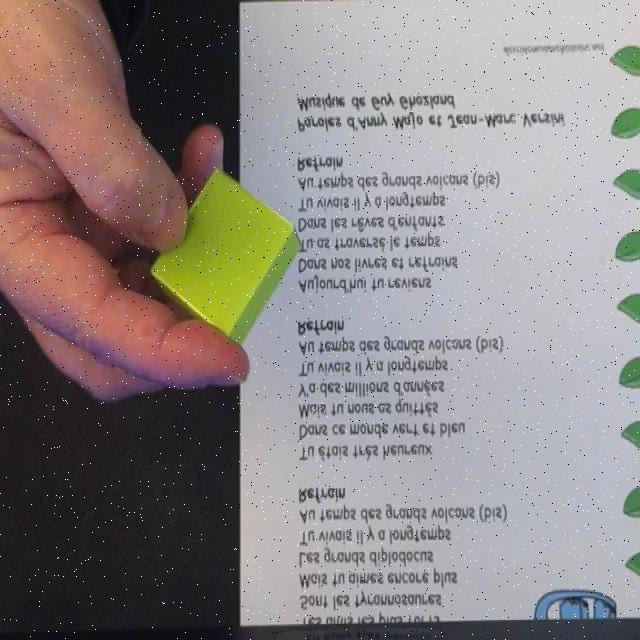 Sont les tyrannosaures
Mais tu aimes encore plus
Les grands diplodocus
Tu vivais il y a longtemps
Au temps des grands volcans (bis)
Refrain
Tu étais très heureux
Dans ce monde vert et bleu
Mais tu nous as quittés
Y a des millions d'années
Tu vivais il y a longtemps
Au temps des grands volcans (bis)
Refrain
Aujourd'hui tu reviens
Dans nos livres et refrains
Tu as traversé le temps
Dans les rêves d'enfants
Tu vivais il y a longtemps
Au temps des grands volcans (bis)
Refrain
Paroles d'Anny Majo et Jean-Marc Versini
Musique de Guy Ghozland